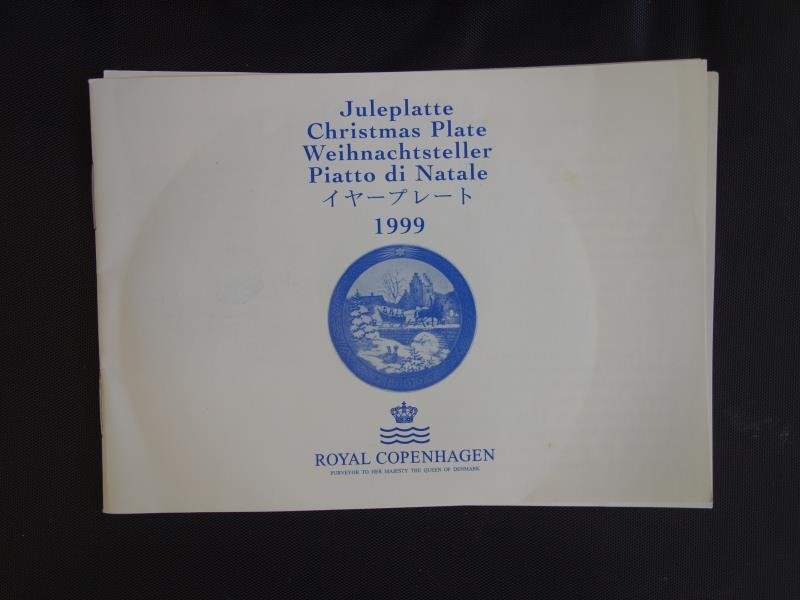 Juleplatte
Christmas Plate
Weihnachtsteller
Piatto di Natale
イヤープレート
1999
ROYAL COPENHAGEN
PURVEYOR TO HER MAJESTY THE QUEEN OF DENMARK